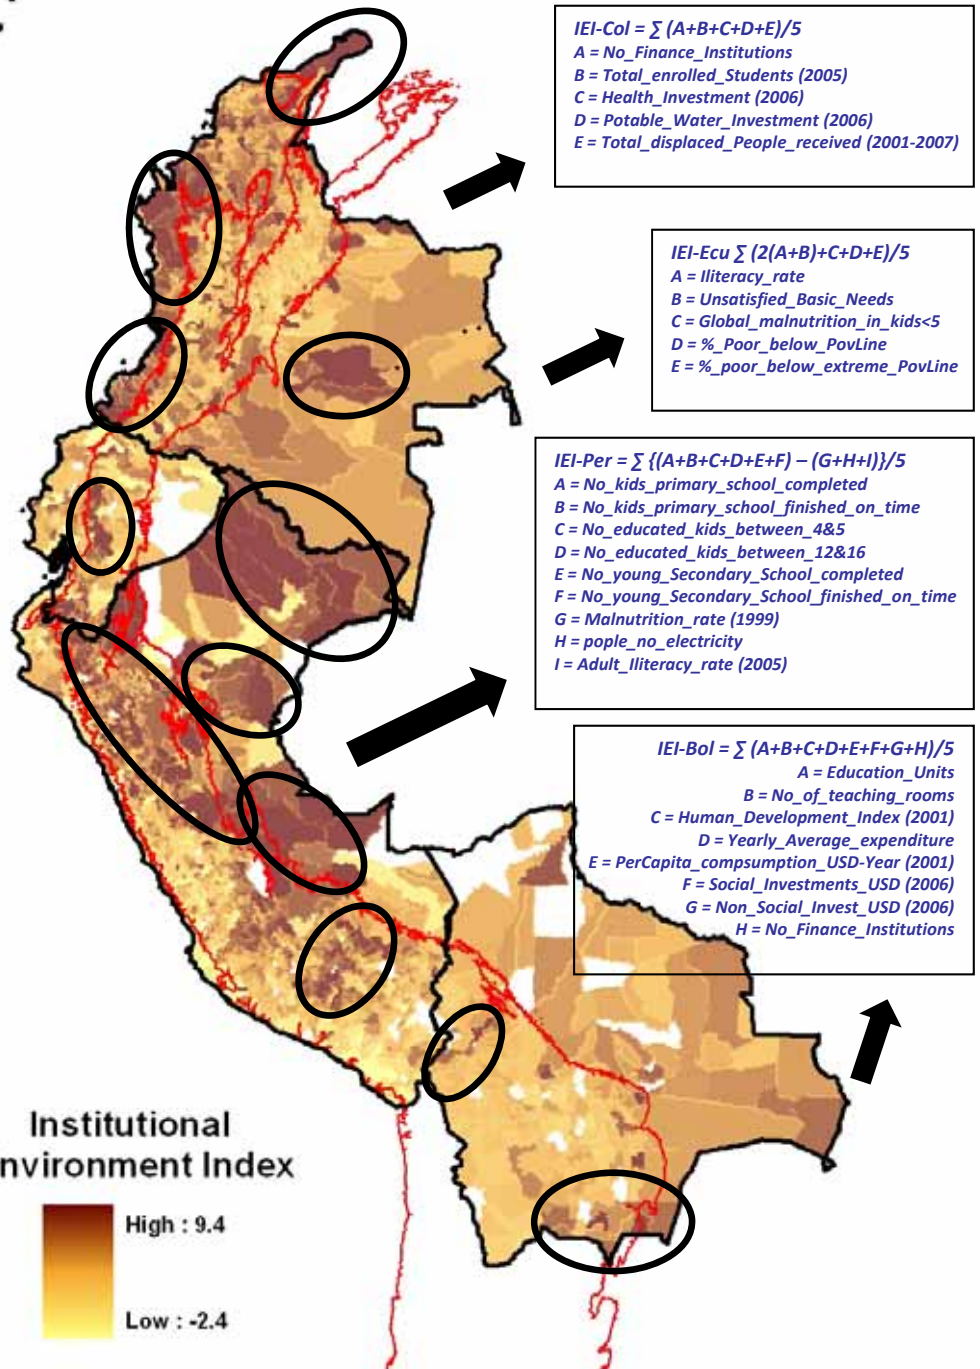 IEI-Col = ∑ (A+B+C+D+E)/5
A = No_Finance_Institutions
B = Total_enrolled_Students (2005)
C = Health_Investment (2006)
D = Potable_Water_Investment (2006)
E = Total_displaced_People_received (2001-2007)
IEI-Ecu ∑ (2(A+B)+C+D+E)/5
A = Iliteracy_rate
B = Unsatisfied_Basic_Needs
C = Global_malnutrition_in_kids<5
D = %_Poor_below_PovLine
E = %_poor_below_extreme_PovLine
IEI-Per = ∑ {(A+B+C+D+E+F) – (G+H+I)}/5
A = No_kids_primary_school_completed
B = No_kids_primary_school_finished_on_time
C = No_educated_kids_between_4&5
D = No_educated_kids_between_12&16
E = No_young_Secondary_School_completed
F = No_young_Secondary_School_finished_on_time
G = Malnutrition_rate (1999)
H = pople_no_electricity
I = Adult_Iliteracy_rate (2005)
IEI-Bol = ∑ (A+B+C+D+E+F+G+H)/5
A = Education_Units
B = No_of_teaching_rooms
C = Human_Development_Index (2001)
D = Yearly_Average_expenditure
E = PerCapita_compsumption_USD-Year (2001)
F = Social_Investments_USD (2006)
G = Non_Social_Invest_USD (2006)
H = No_Finance_Institutions
Institutional
nvironment Index
High : 9.4
Low : -2.4